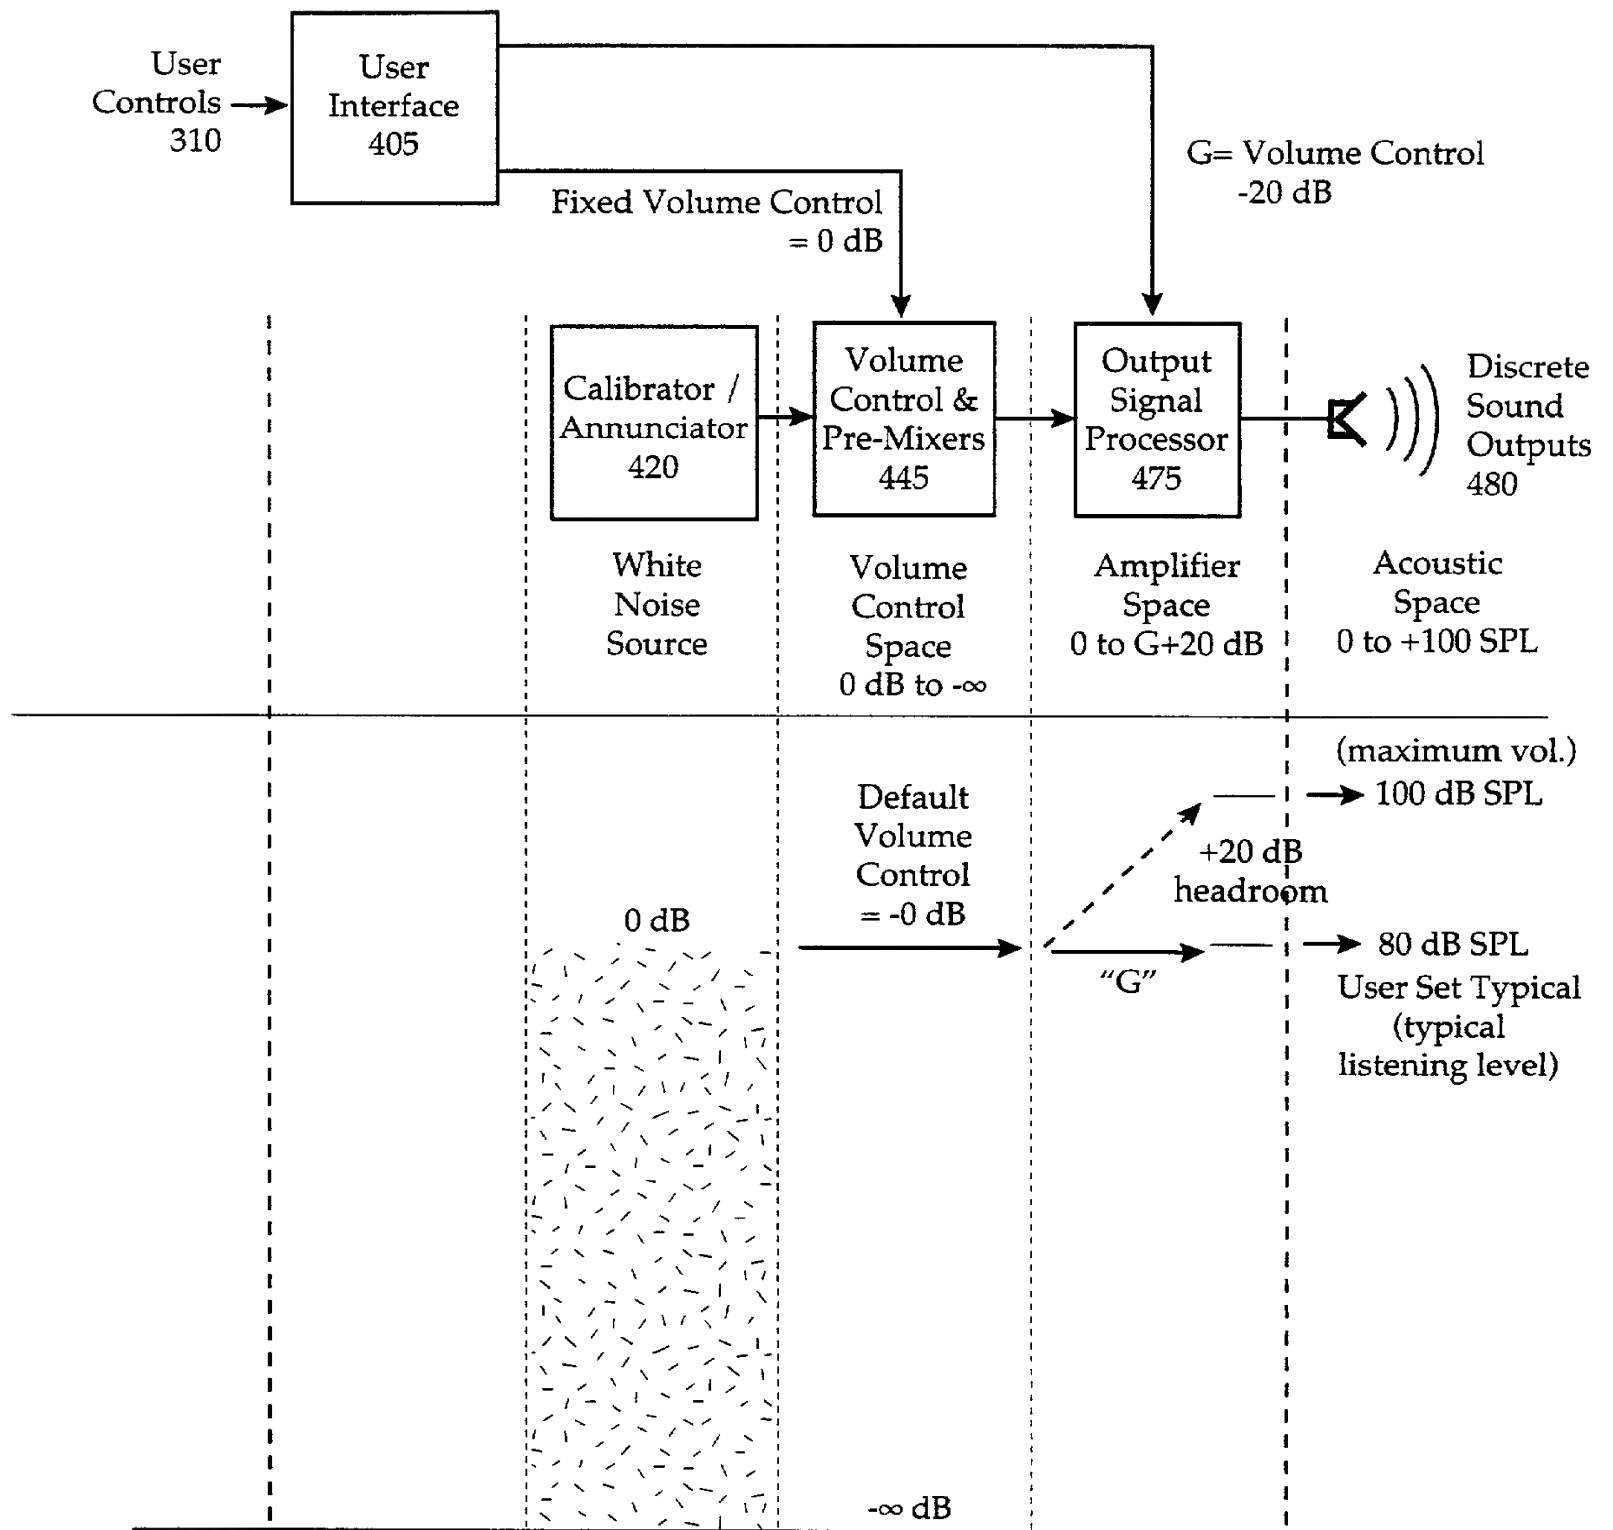 User
Controls
310
User
Interface
405
Fixed Volume Control
= 0 dB
G= Volume Control
-20 dB
Calibrator /
Annunciator
420
Volume
Control &
Pre-Mixers
445
Output
Signal
Processor
475
Discrete
Sound
Outputs
480
White
Noise
Source
Volume
Control
Space
0 dB to -∞
Amplifier
Space
0 to G+20 dB
Acoustic
Space
0 to +100 SPL
(maximum vol.)
100 dB SPL
Default
Volume
Control
= -0 dB
+20 dB
headroom
0 dB
"G"
80 dB SPL
User Set Typical
(typical
listening level)
-∞ dB